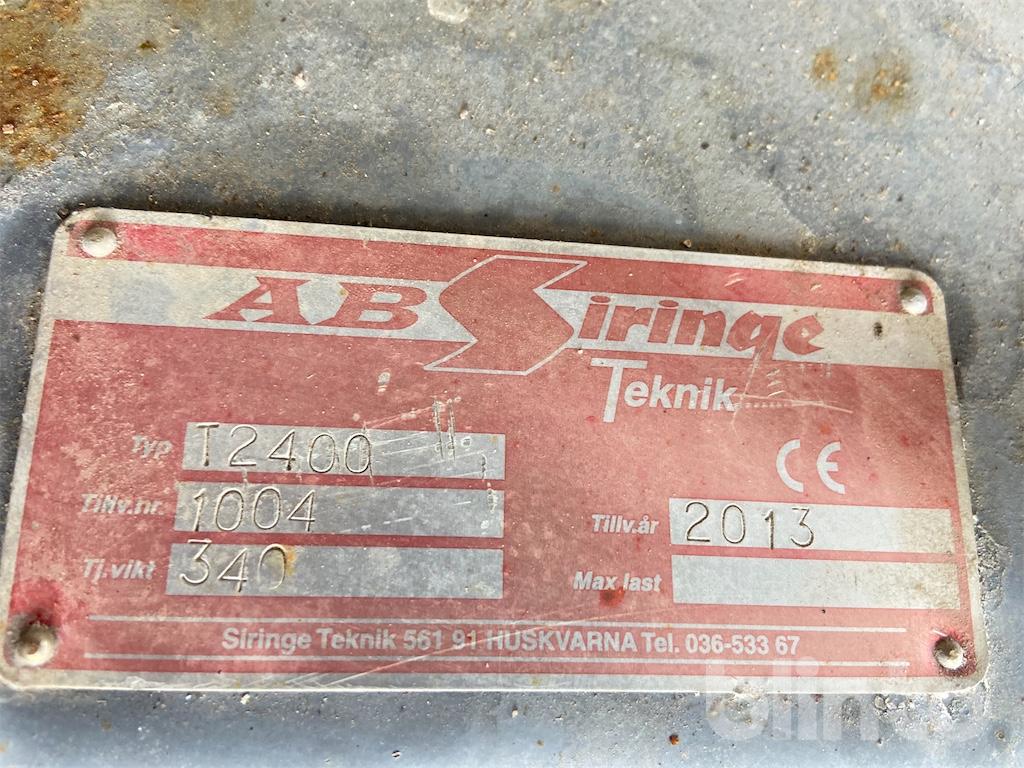 AB Siringe
Teknik
Typ T2400
Tillv.nr. 1004
Tillv.år 2013
Tj.vikt 340
Max last
Siringe Teknik 561 91 HUSKVARNA Tel. 036-533 67
CE
blinto